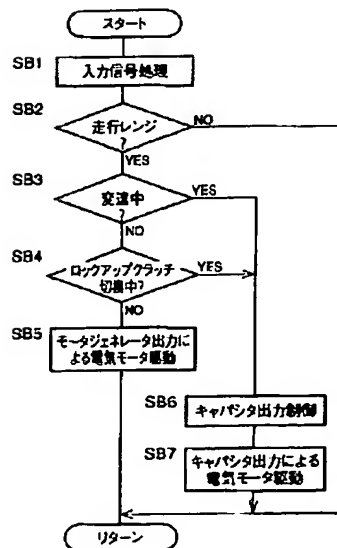 スタート
SB1
入力信号処理
SB2
走行レンジ
?
NO
YES
SB3
変速中
?
YES
NO
SB4
ロックアップクラッチ
切換中?
YES
NO
SB5
モータジェネレータ出力に
よる電気モータ駆動
SB6
キャパシタ出力制御
SB7
キャパシタ出力による
電気モータ駆動
リターン